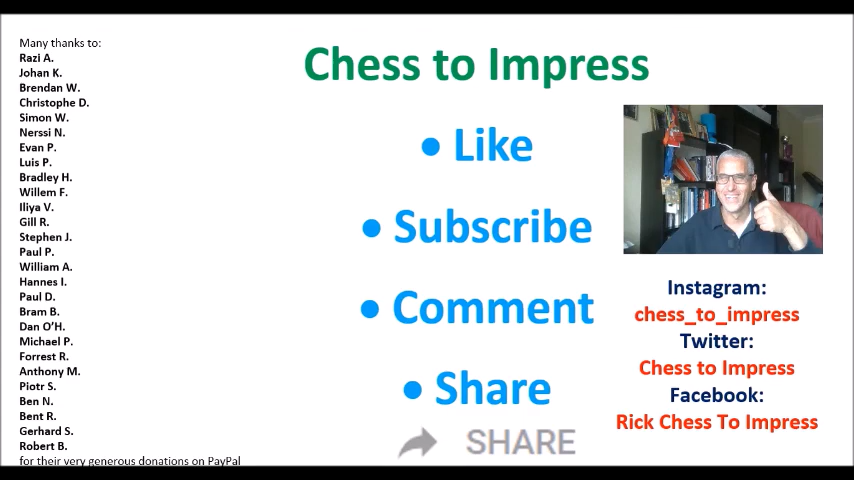 Many thanks to:
Razi A.
Johan K.
Brendan W.
Christophe D.
Simon W.
Nerssi N.
Evan P.
Luis P.
Bradley H.
Willem F.
Iliya V.
Gill R.
Stephen J.
Paul P.
William A.
Hannes I.
Paul D.
Bram B.
Dan O’H.
Michael P.
Forrest R.
Anthony M.
Piotr S.
Ben N.
Bent R.
Gerhard S.
Robert B.
for their very generous donations on PayPal
Chess to Impress
• Like
• Subscribe
• Comment
• Share
SHARE
Instagram:
chess_to_impress
Twitter:
Chess to Impress
Facebook:
Rick Chess To Impress